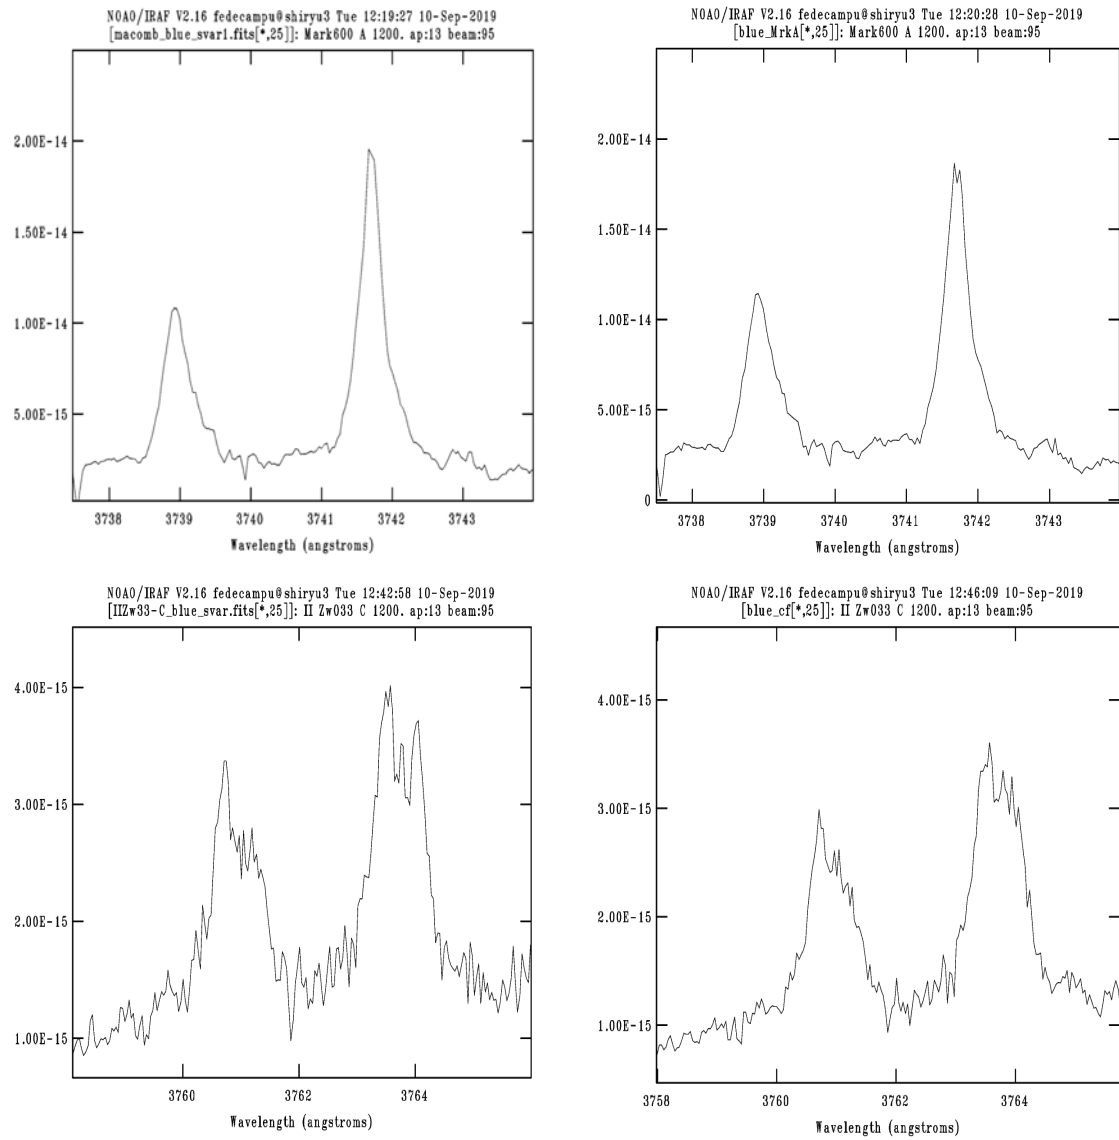 NOAO/IRAF V2.16 fedecampu@shiryu3 Tue 12:19:27 10-Sep-2019
[macomb_blue_svar1.fits[*,25]]: Mark600 A 1200. ap:13 beam:95
2.00E-14
1.50E-14
1.00E-14
5.00E-15
3738 3739 3740 3741 3742 3743
Wavelength (angstroms)
NOAO/IRAF V2.16 fedecampu@shiryu3 Tue 12:20:28 10-Sep-2019
[blue_MrkA[*,25]]: Mark600 A 1200. ap:13 beam:95
2.00E-14
1.50E-14
1.00E-14
5.00E-15
0
3738 3739 3740 3741 3742 3743
Wavelength (angstroms)
NOAO/IRAF V2.16 fedecampu@shiryu3 Tue 12:42:58 10-Sep-2019
[IIZw33-C_blue_svar.fits[*,25]]: II Zw033 C 1200. ap:13 beam:95
4.00E-15
3.00E-15
2.00E-15
1.00E-15
3760 3762 3764
Wavelength (angstroms)
NOAO/IRAF V2.16 fedecampu@shiryu3 Tue 12:46:09 10-Sep-2019
[blue_cf[*,25]]: II Zw033 C 1200. ap:13 beam:95
4.00E-15
3.00E-15
2.00E-15
1.00E-15
3758 3760 3762 3764
Wavelength (angstroms)